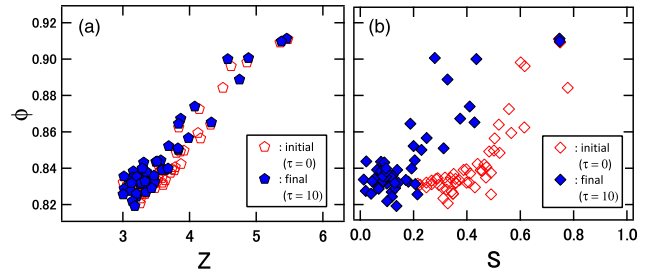 (a)
(b)
0.92
0.90
0.88
0.86
0.84
0.82
ϕ
: initial
(τ = 0)
: final
(τ = 10)
: initial
(τ = 0)
: final
(τ = 10)
3 4 5 6
0.0 0.2 0.4 0.6 0.8 1.0
Z
S